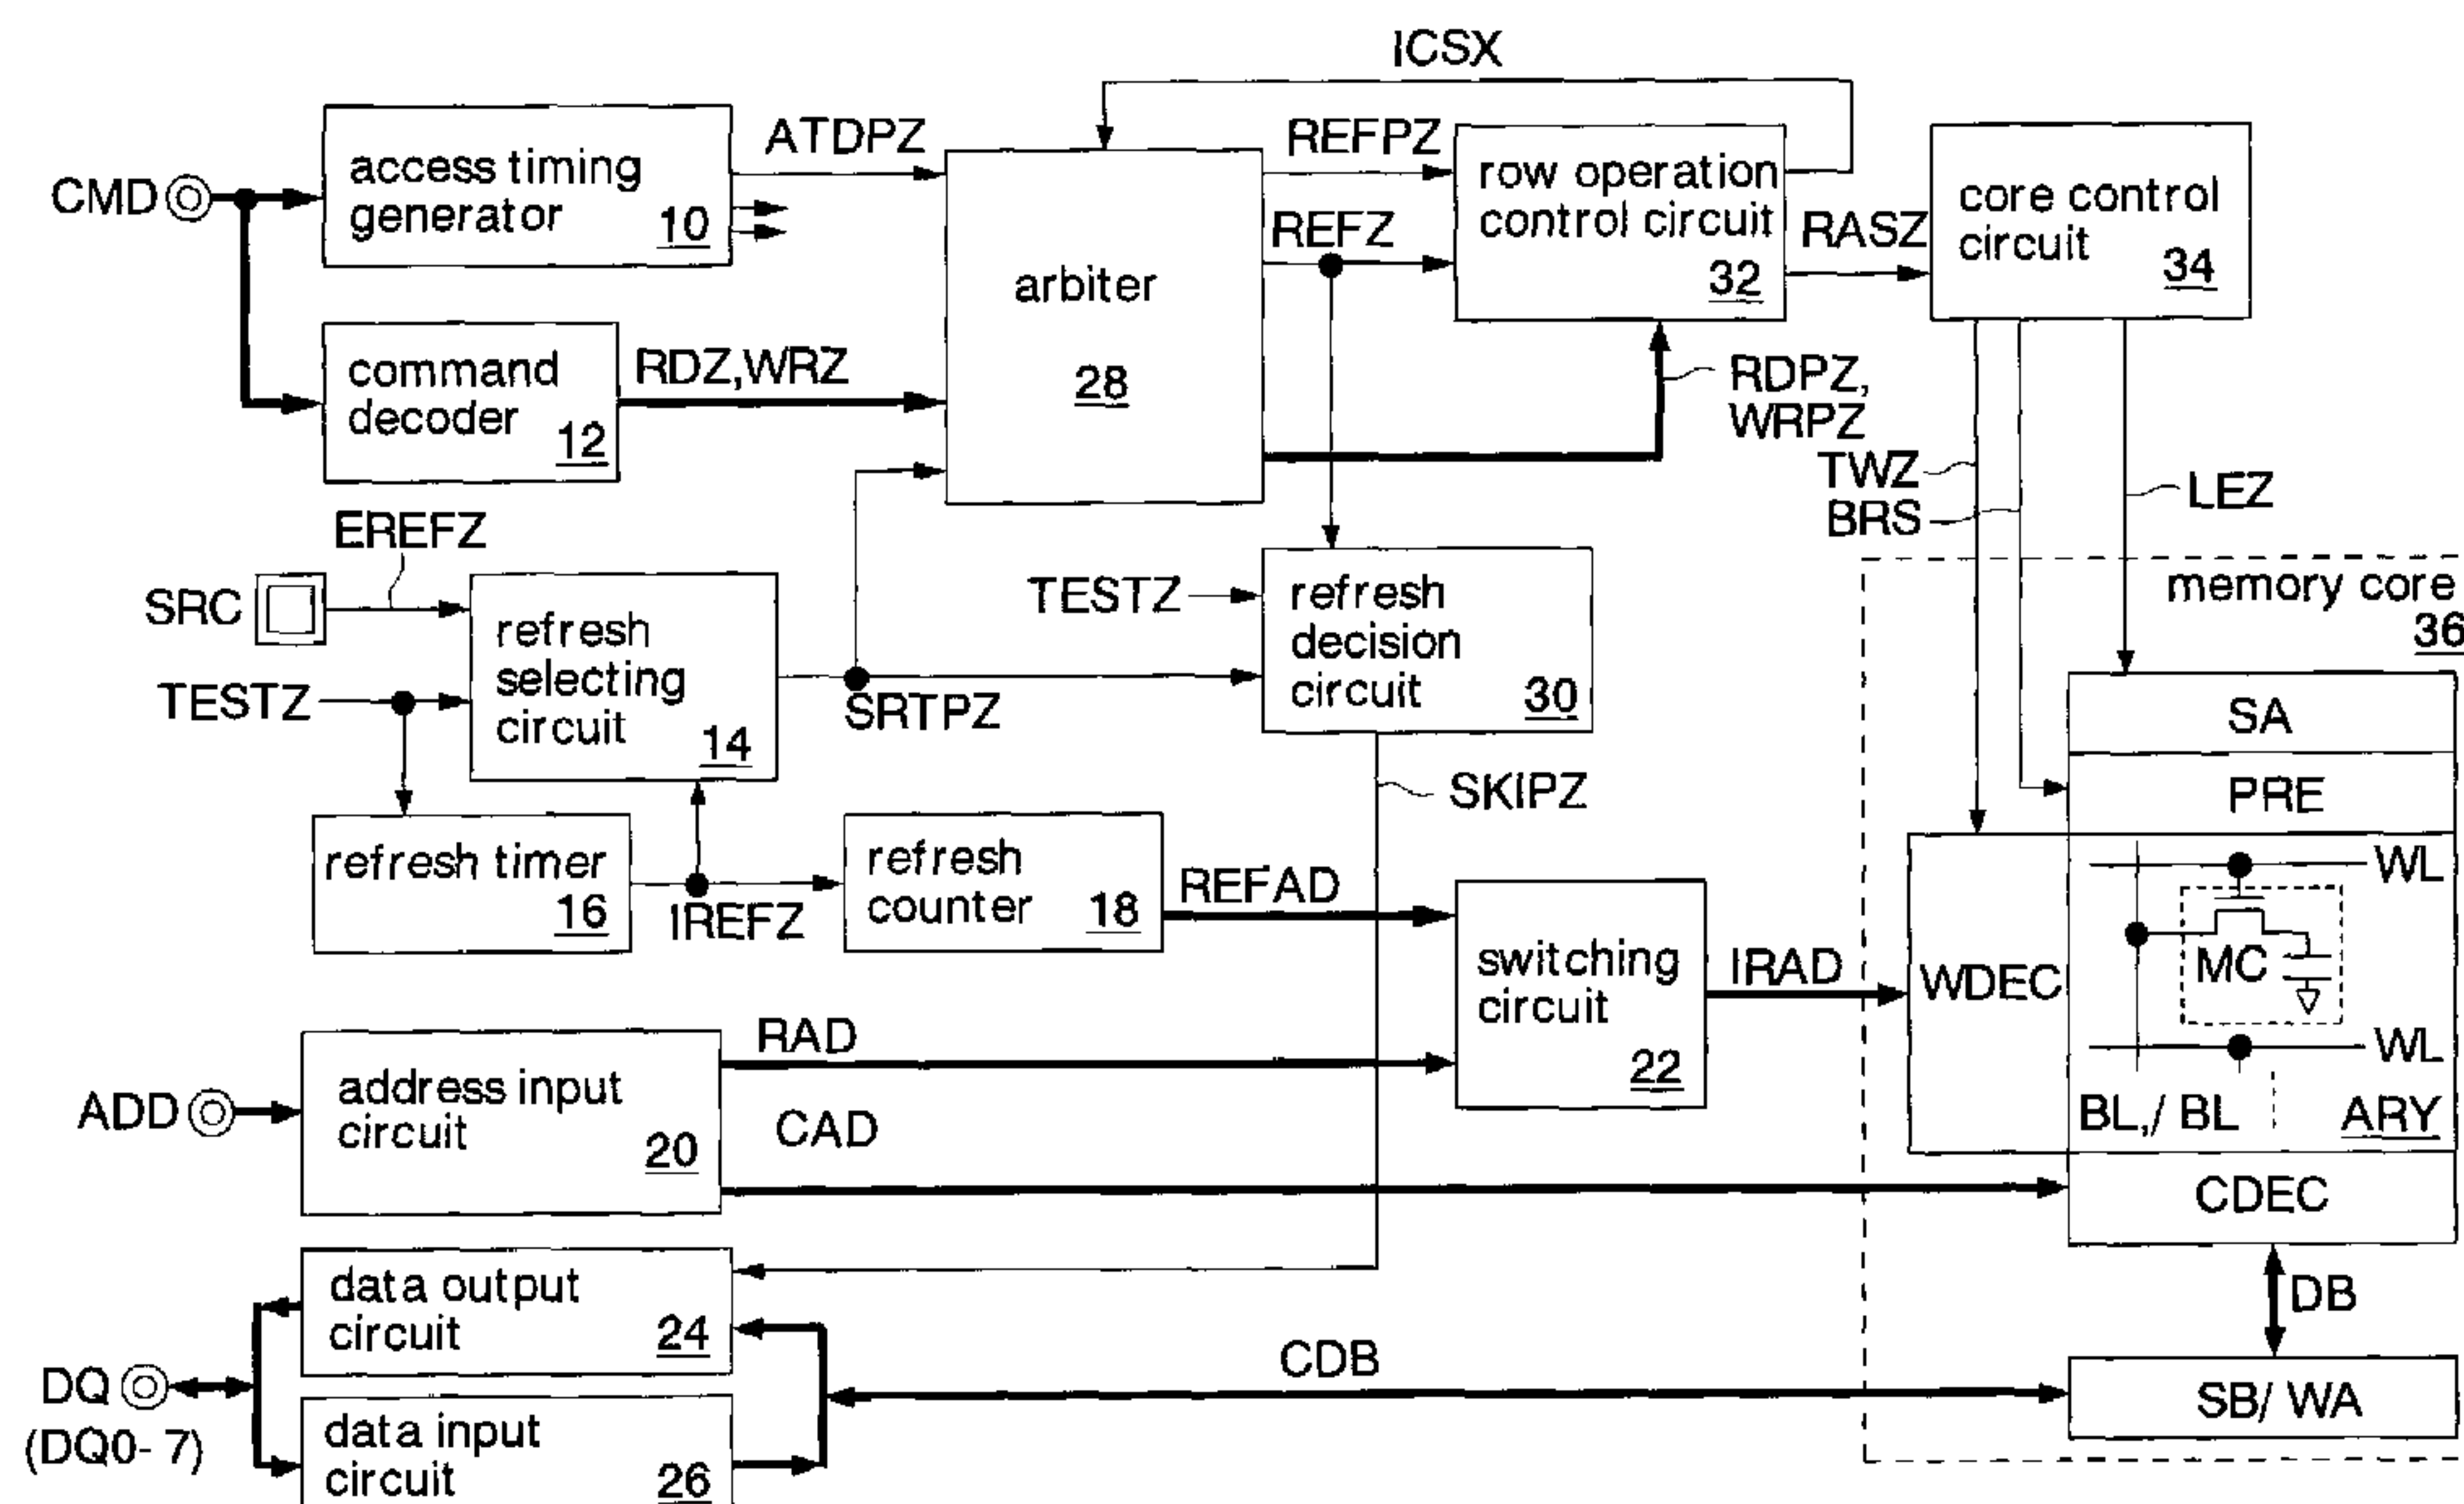 ICSX
CMD
access timing
generator
10
ATDPZ
arbiter
28
REFPZ
REFZ
row operation
control circuit
32
RASZ
core control
circuit
34
command
decoder
12
RDZ,WRZ
RDPZ,
WRPZ
TWZ
BRS
LEZ
EREFZ
SRC
TESTZ
refresh
selecting
circuit
14
SRTPZ
TESTZ
refresh
decision
circuit
30
memory core
36
SA
PRE
SKIPZ
refresh timer
16
IREFZ
refresh
counter
18
REFAD
switching
circuit
22
IRAD
WDEC
WL
MC
WL
BL,/ BL
ARY
CDEC
ADD
address input
circuit
20
RAD
CAD
data output
circuit
24
DQ
(DQ0- 7)
data input
circuit
26
CDB
DB
SB/ WA